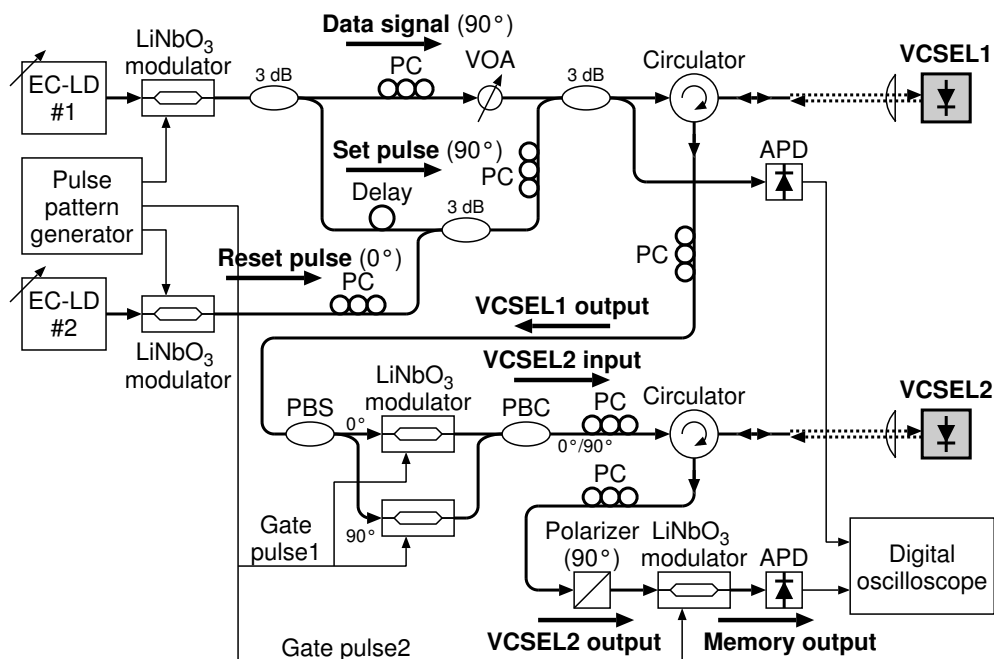 Data signal (90°)
LiNbO3
modulator
EC-LD
#1
3 dB
PC
VOA
3 dB
Circulator
VCSEL1
Set pulse (90°)
PC
APD
Pulse
pattern
generator
Delay
3 dB
Reset pulse (0°)
PC
PC
EC-LD
#2
LiNbO3
modulator
VCSEL1 output
VCSEL2 input
LiNbO3
modulator
PBS
0°
PBC
0°/90°
PC
Circulator
VCSEL2
PC
90°
Gate
pulse1
Polarizer
(90°)
LiNbO3
modulator
APD
Digital
oscilloscope
VCSEL2 output
Memory output
Gate pulse2